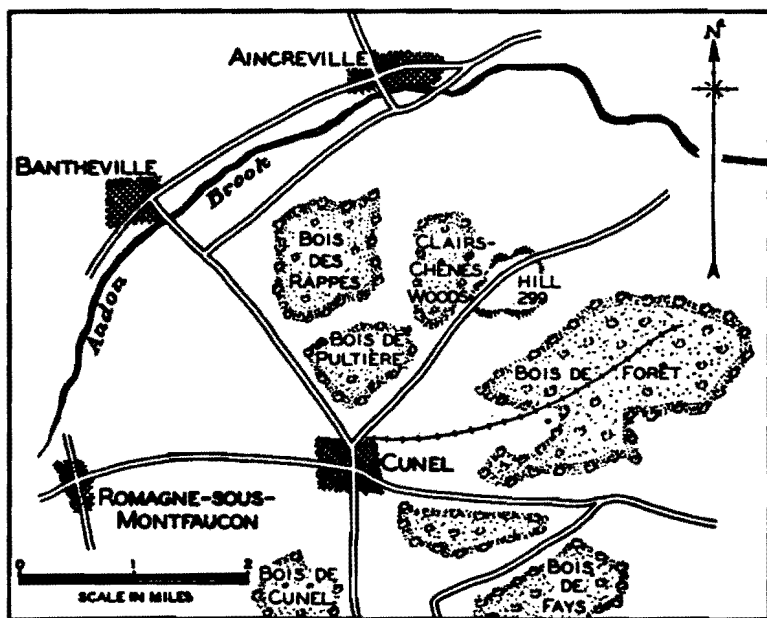 N
AINCREVILLE
BANTHEVILLE
Andon
Brook
BOIS
DES
RAPPES
CLAIRS-
CHÊNES
WOODS
HILL
299
BOIS DE
PULTIÈRE
BOIS DE FORÊT
CUNEL
ROMAGNE-SOUS-
MONTFAUCON
0 1 2
SCALE IN MILES
BOIS DE
CUNEL
BOIS
DE
FAYS